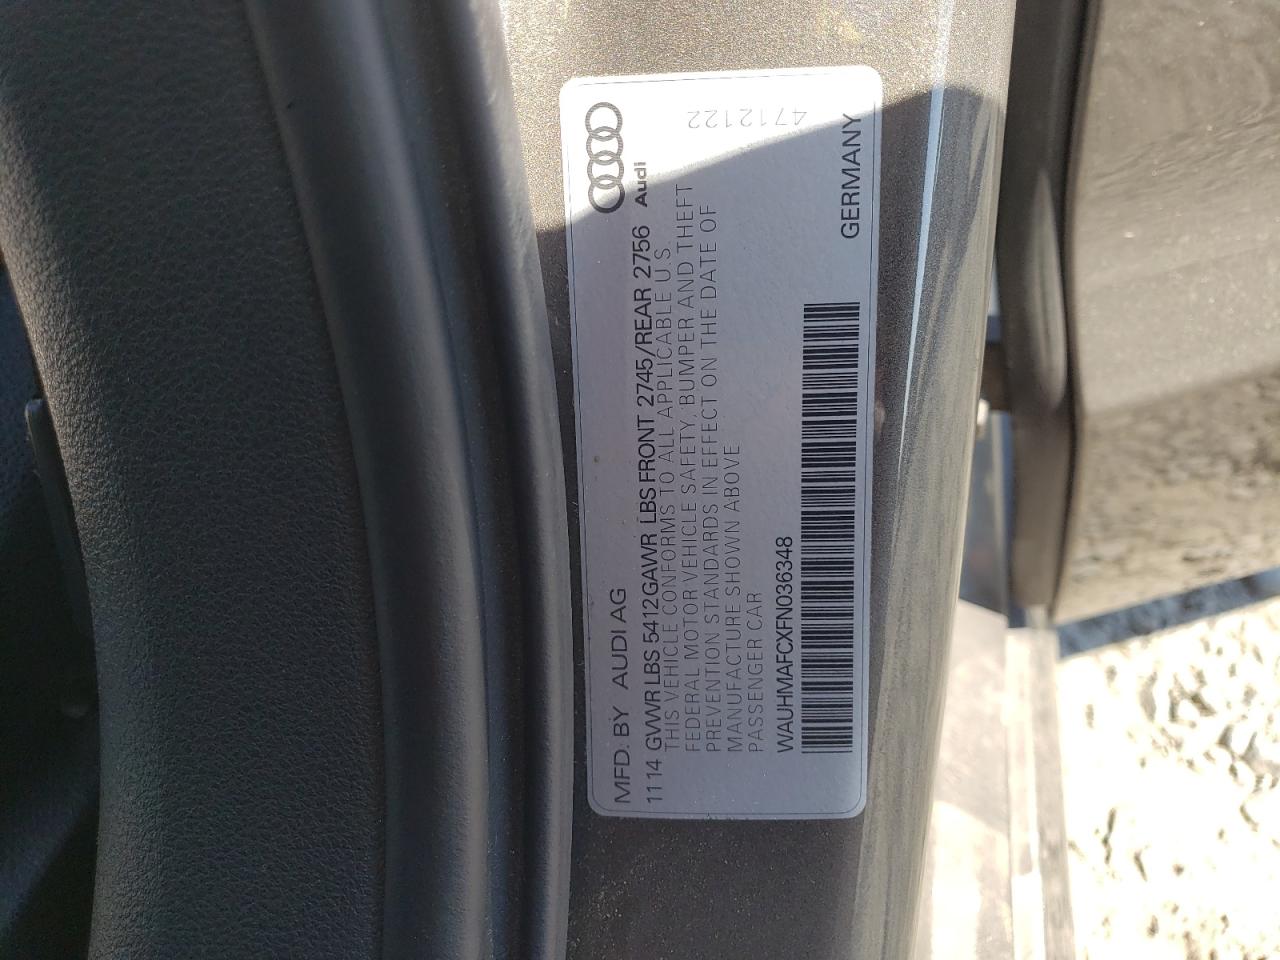 MFD. BY AUDI AG
11 14 GVWR LBS 5412 GAWR LBS FRONT 2745/REAR 2756
Audi
THIS VEHICLE CONFORMS TO ALL APPLICABLE U S
FEDERAL MOTOR VEHICLE SAFETY, BUMPER AND THEFT
PREVENTION STANDARDS IN EFFECT ON THE DATE OF
MANUFACTURE SHOWN ABOVE
4712122
PASSENGER CAR
WAUHMAFCXFN036348
GERMANY